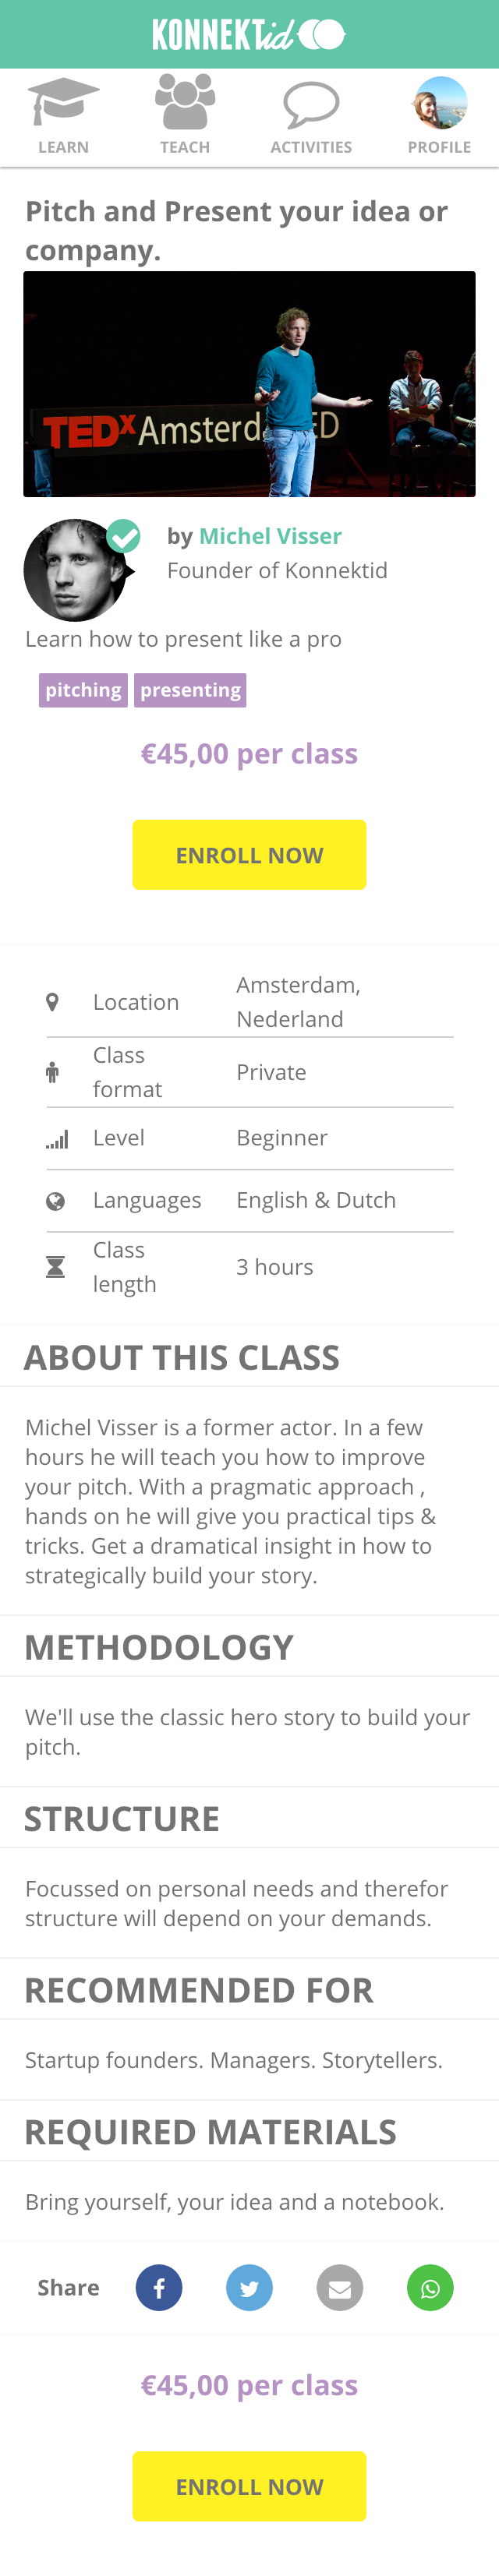 KONNEKTid
LEARN TEACH ACTIVITIES PROFILE
Pitch and Present your idea or
company.
TEDx Amsterd ED
by Michel Visser
Founder of Konnektid
Learn how to present like a pro
pitching presenting
€45,00 per class
ENROLL NOW
Location Amsterdam,
Nederland
Class
format Private
Level Beginner
Languages English & Dutch
Class
length 3 hours
ABOUT THIS CLASS
Michel Visser is a former actor. In a few
hours he will teach you how to improve
your pitch. With a pragmatic approach ,
hands on he will give you practical tips &
tricks. Get a dramatical insight in how to
strategically build your story.
METHODOLOGY
We'll use the classic hero story to build your
pitch.
STRUCTURE
Focussed on personal needs and therefor
structure will depend on your demands.
RECOMMENDED FOR
Startup founders. Managers. Storytellers.
REQUIRED MATERIALS
Bring yourself, your idea and a notebook.
Share
€45,00 per class
ENROLL NOW